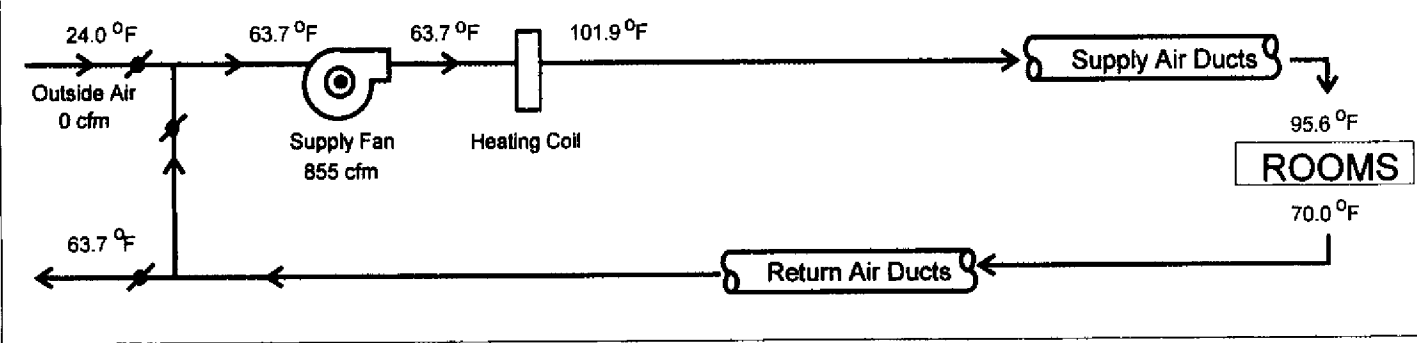 24.0 °F
63.7 °F
63.7 °F
101.9 °F
Supply Air Ducts
Outside Air
0 cfm
Supply Fan
855 cfm
Heating Coil
95.6 °F
ROOMS
70.0 °F
63.7 °F
Return Air Ducts